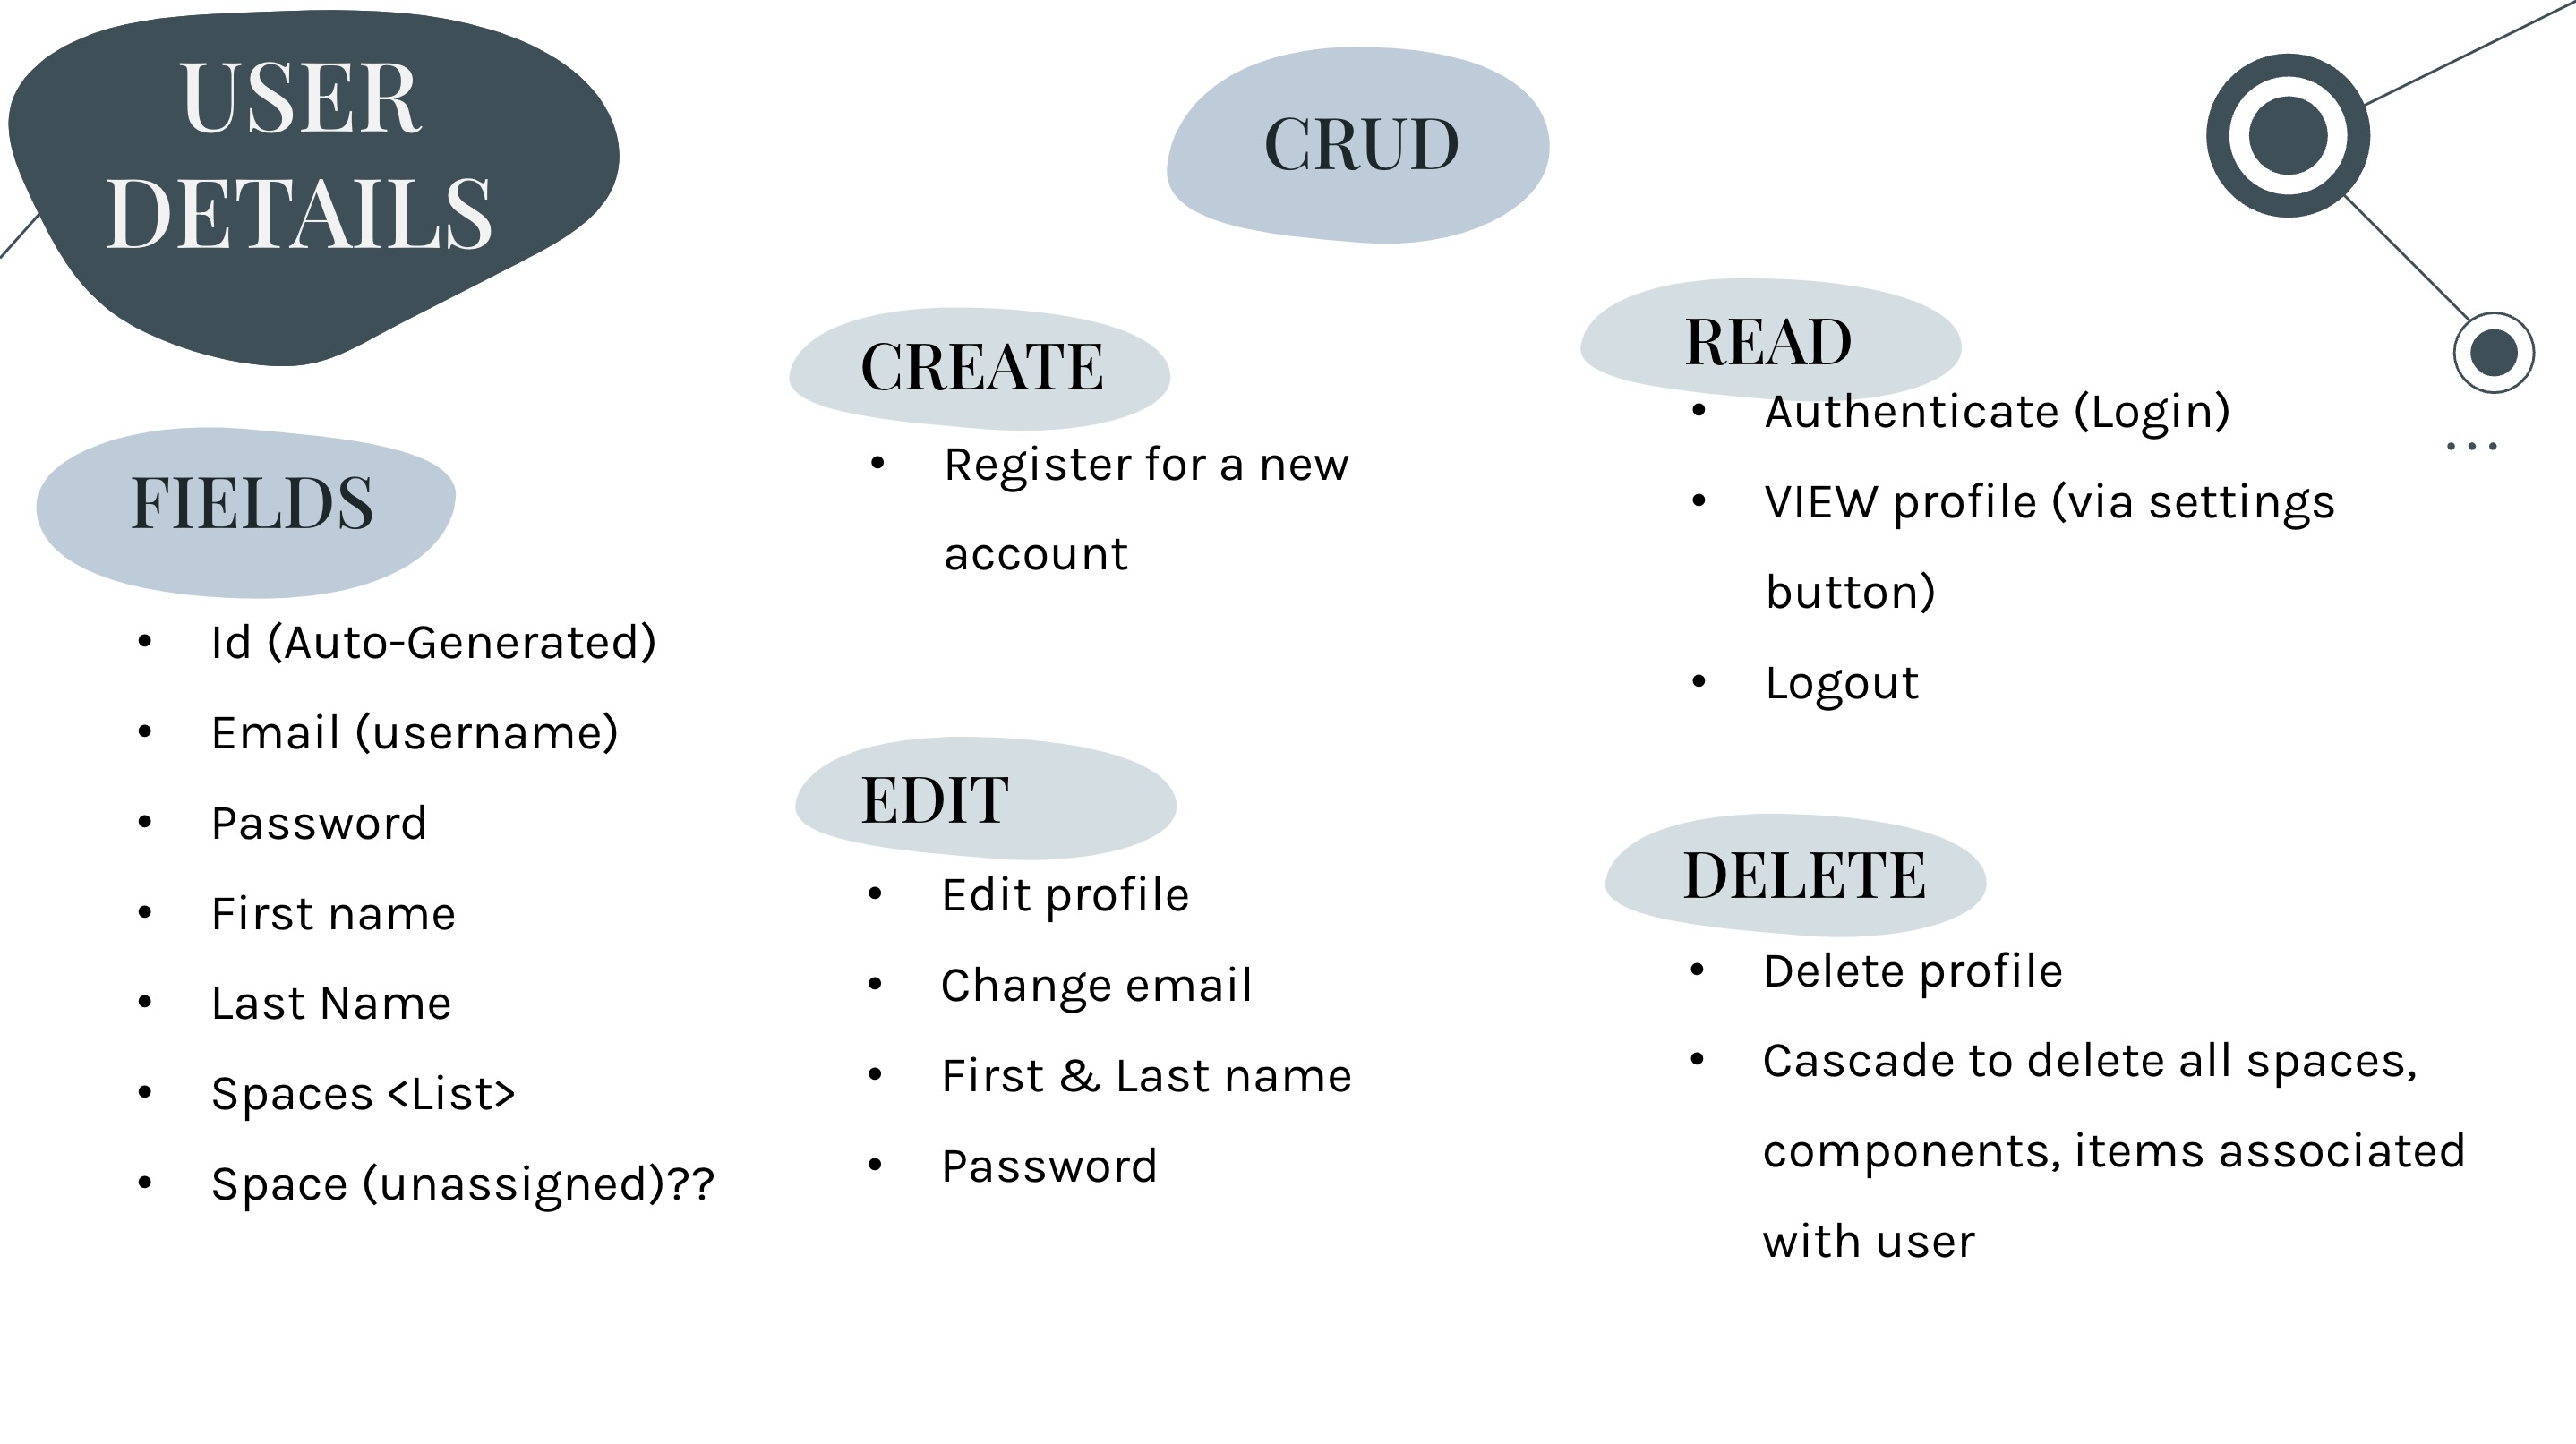 USER
DETAILS
FIELDS
• Id (Auto-Generated)
• Email (username)
• Password
• First name
• Last Name
• Spaces <List>
• Space (unassigned)??
CRUD
CREATE
• Register for a new
account
READ
• Authenticate (Login)
• VIEW profile (via settings
button)
• Logout
EDIT
• Edit profile
• Change email
• First & Last name
• Password
DELETE
• Delete profile
• Cascade to delete all spaces,
components, items associated
with user